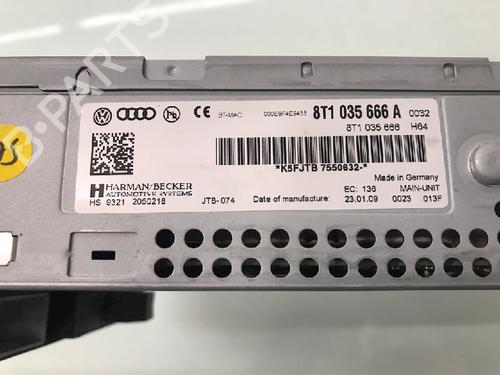 BT-MAC: 000E9F4E94A3 8T1 035 666 A 0032
8T1 035 666 H64
*K5FJTB 7550632-*
Made in Germany
HARMAN/BECKER
AUTOMOTIVE SYSTEMS
EC: 136 MAIN-UNIT
HS 9321 2050218 JTB-074 Date of manufacture: 23.01.09 0023 013F
B-PARTS